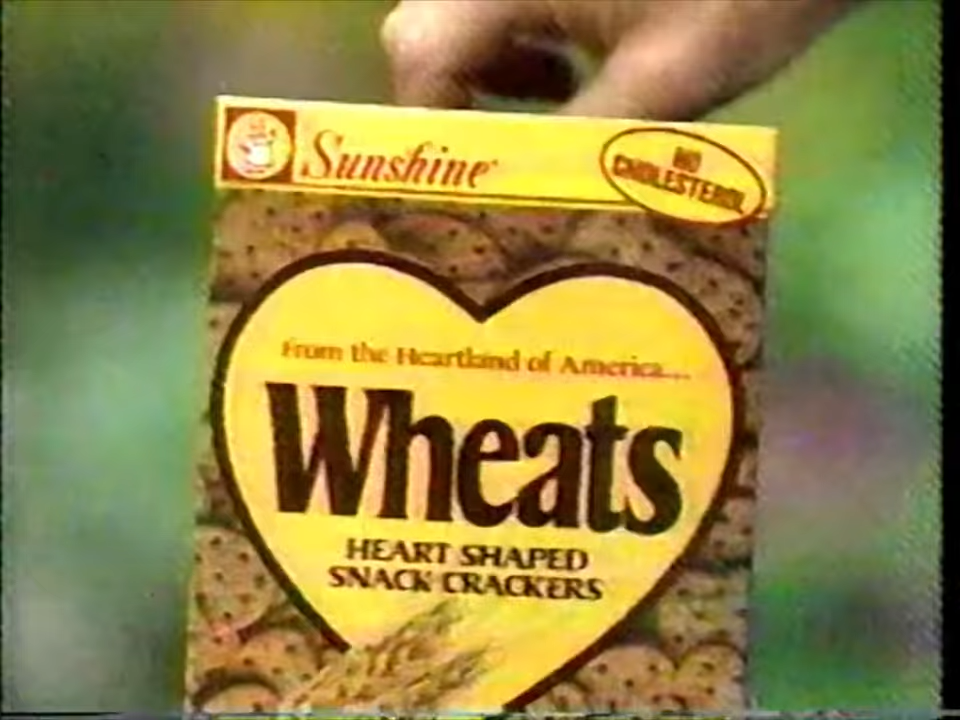 Sunshine
NO
CHOLESTEROL
From the Heartland of America...
Wheats
HEART SHAPED
SNACK CRACKERS